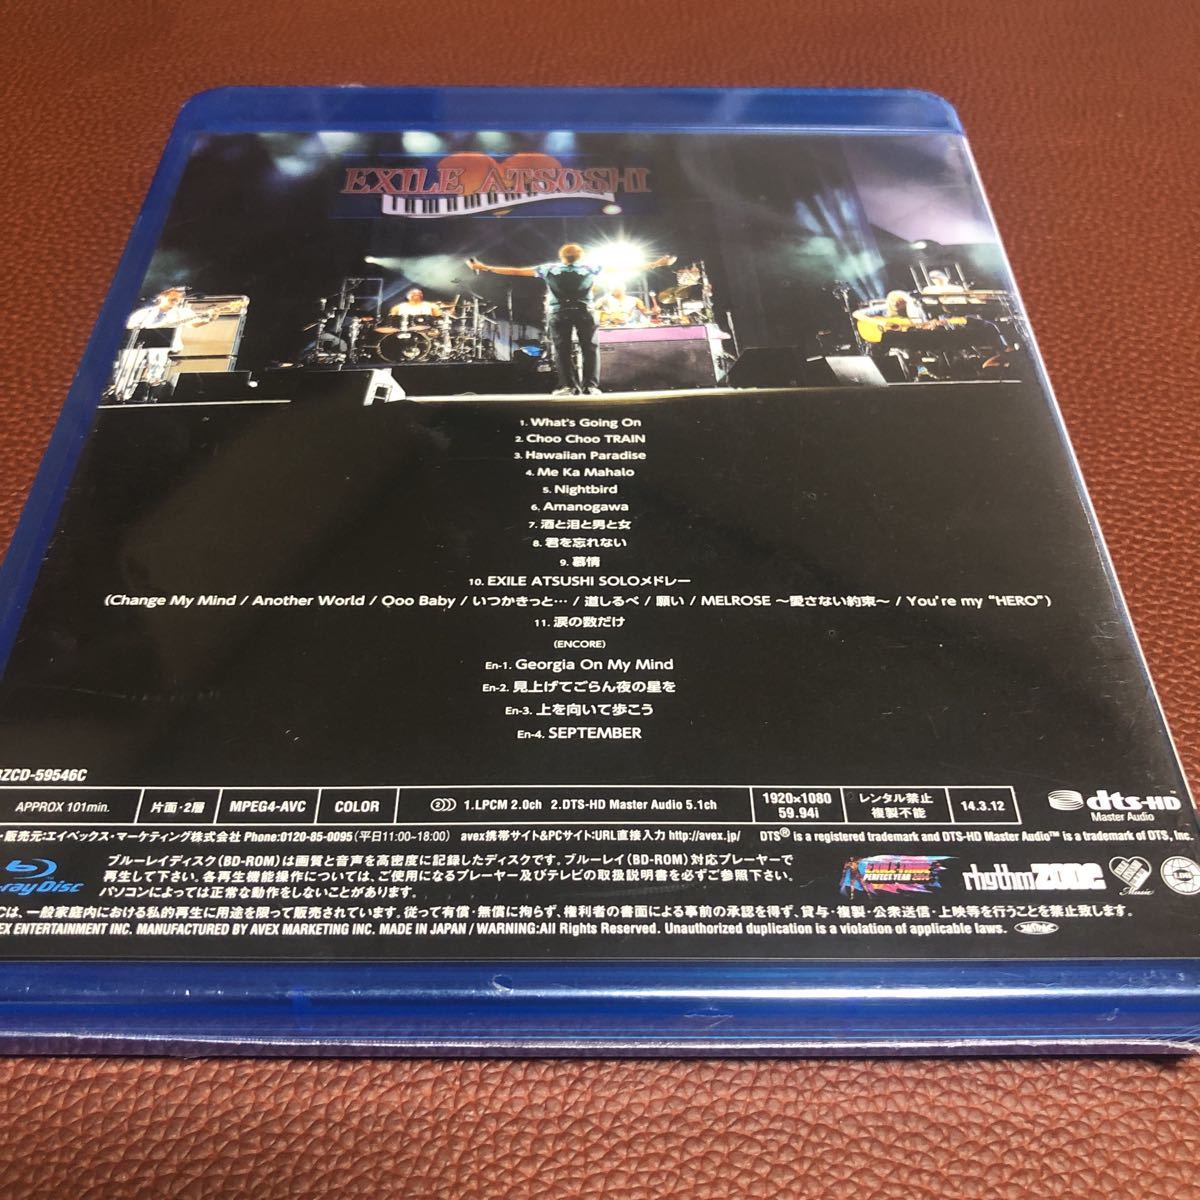 EXILE ATSOSHI
1. What's Going On
2. Choo Choo TRAIN
3. Hawaiian Paradise
4. Me Ka Mahalo
5. Nightbird
6. Amanogawa
7. 酒と泪と男と女
8. 君を忘れない
9. 慕情
10. EXILE ATSUSHI SOLOメドレー
(Change My Mind / Another World / Ooo Baby / いつかきっと… / 道しるべ / 願い / MELROSE ～愛さない約束～ / You're my “HERO”)
11. 涙の数だけ
(ENCORE)
En-1. Georgia On My Mind
En-2. 見上げてごらん夜の星を
En-3. 上を向いて歩こう
En-4. SEPTEMBER
ZCD-59546C
APPROX 101min. 片面・2層 MPEG4-AVC COLOR 1.LPCM 2.0ch 2.DTS-HD Master Audio 5.1ch 1920×1080 59.94i レンタル禁止 複製不能 14.3.12 dts-HD Master Audio
・販売元:エイベックス・マーケティング株式会社 Phone:0120-85-0095(平日11:00~18:00) avex携帯サイト&PCサイト:URL直接入力 http://avex.jp/ DTS® is a registered trademark and DTS-HD Master Audio™ is a trademark of DTS, Inc.
ブルーレイディスク(BD-ROM)は画質と音声を高密度に記録したディスクです。ブルーレイ(BD-ROM)対応プレーヤーで
再生して下さい。各再生機能操作については、ご使用になるプレーヤー及びテレビの取扱説明書を必ずご参照下さい。
パソコンによっては正常な動作をしないことがあります。
ray Disc
PERFECT YEAR 2014
rhythm zone
Music
Cは、一般家庭内における私的再生に用途を限って販売されています。従って有償・無償に拘らず、権利者の書面による事前の承認を得ず、貸与・複製・公衆送信・上映等を行うことを禁止致します。
EX ENTERTAINMENT INC. MANUFACTURED BY AVEX MARKETING INC. MADE IN JAPAN / WARNING:All Rights Reserved. Unauthorized duplication is a violation of applicable laws.